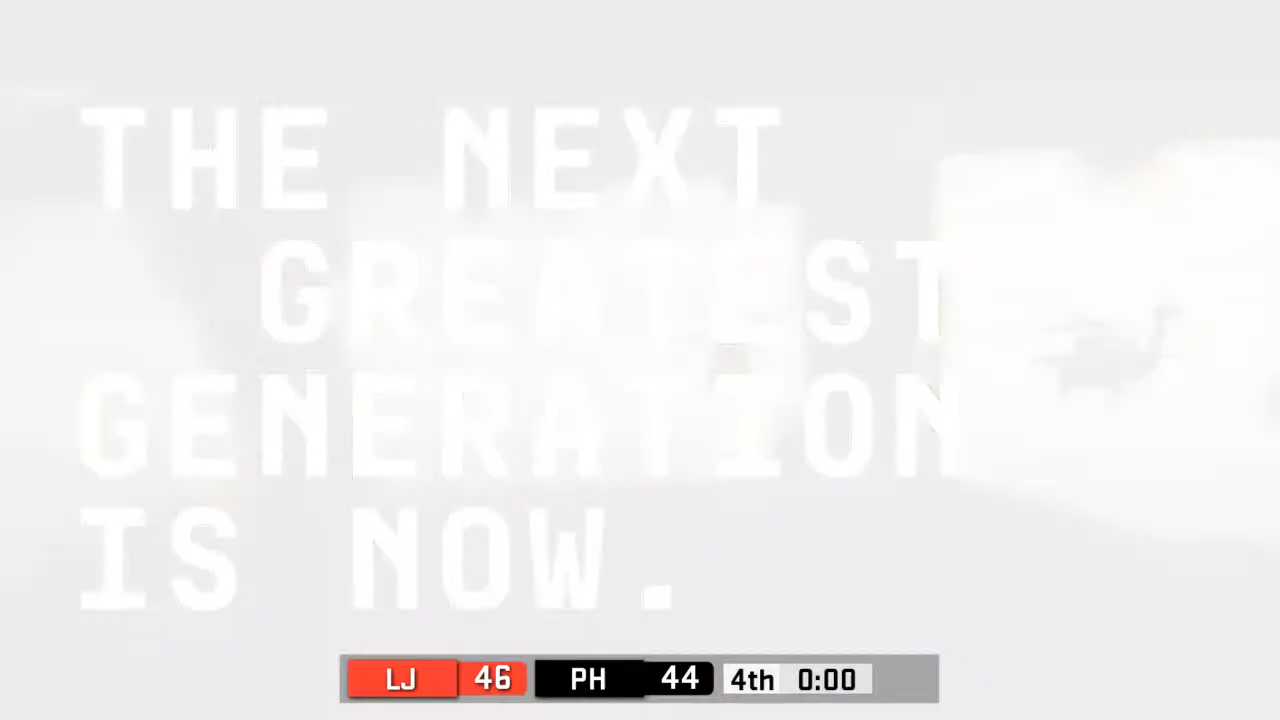 THE NEXT
GREATEST
GENERATION
IS NOW.
LJ 46 PH 44 4th 0:00